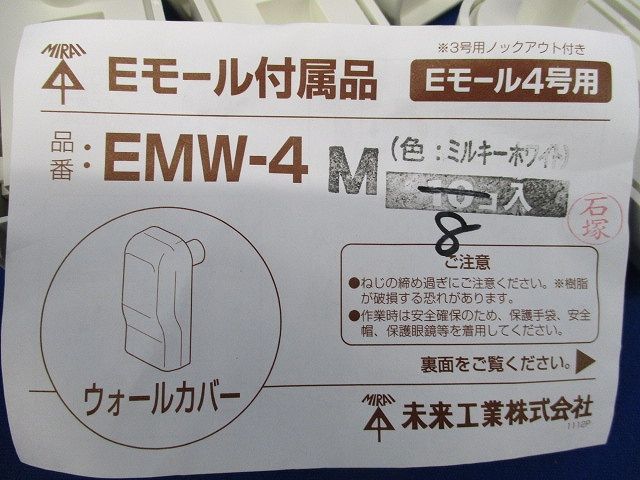 MIRAI
※3号用ノックアウト付き
Eモール付属品
Eモール4号用
品番:
EMW-4
M
(色:ミルキーホワイト)
10コ入
8
石塚
ご注意
●ねじの締め過ぎにご注意ください。※樹脂
が破損する恐れがあります。
●作業時は安全確保のため、保護手袋、安全
帽、保護眼鏡等を着用してください。
裏面をご覧ください。▶
ウォールカバー
MIRAI
未来工業株式会社
1112P